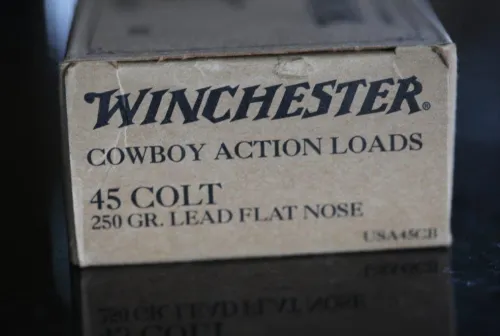 WINCHESTER®
COWBOY ACTION LOADS
45 COLT
250 GR. LEAD FLAT NOSE
USA45CB